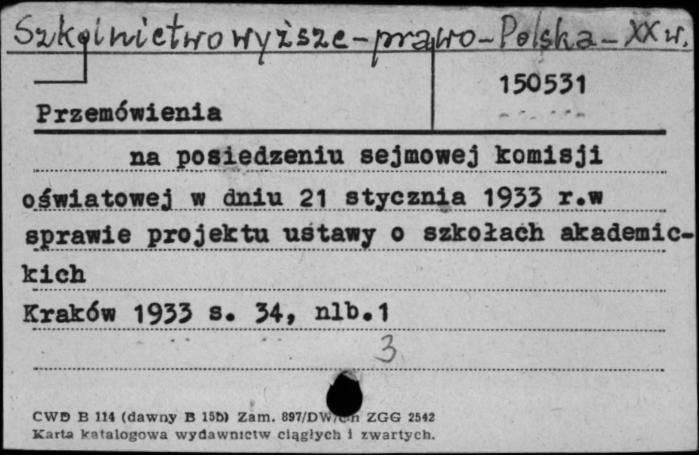 Szkolnictwo wyższe - prawo - Polska - XX w.
150531
Przemówienia
na posiedzeniu sejmowej komisji
oświatowej w dniu 21 stycznia 1933 r.w
sprawie projektu ustawy o szkołach akademic-
kich
Kraków 1933 s. 34, nlb.1
3
CWD B 114 (dawny B 15b) Zam. 897/DW/ ZGG 2542
Karta katalogowa wydawnictw ciągłych i zwartych.